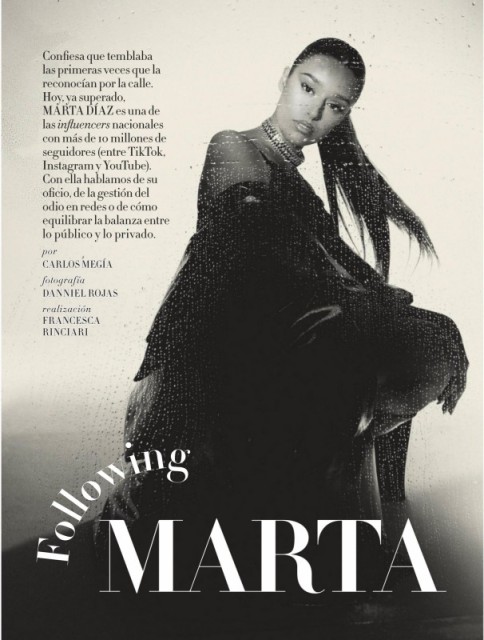 Confiesa que temblaba
las primeras veces que la
reconocían por la calle.
Hoy, ya superado,
MARTA DÍAZ es una de
las influencers nacionales
con más de 10 millones de
seguidores (entre TikTok,
Instagram y YouTube).
Con ella hablamos de su
oficio, de la gestión del
odio en redes o de cómo
equilibrar la balanza entre
lo público y lo privado.
por
CARLOS MEGÍA
fotografía
DANNIEL ROJAS
realización
FRANCESCA
RINCIARI
Following
MARTA